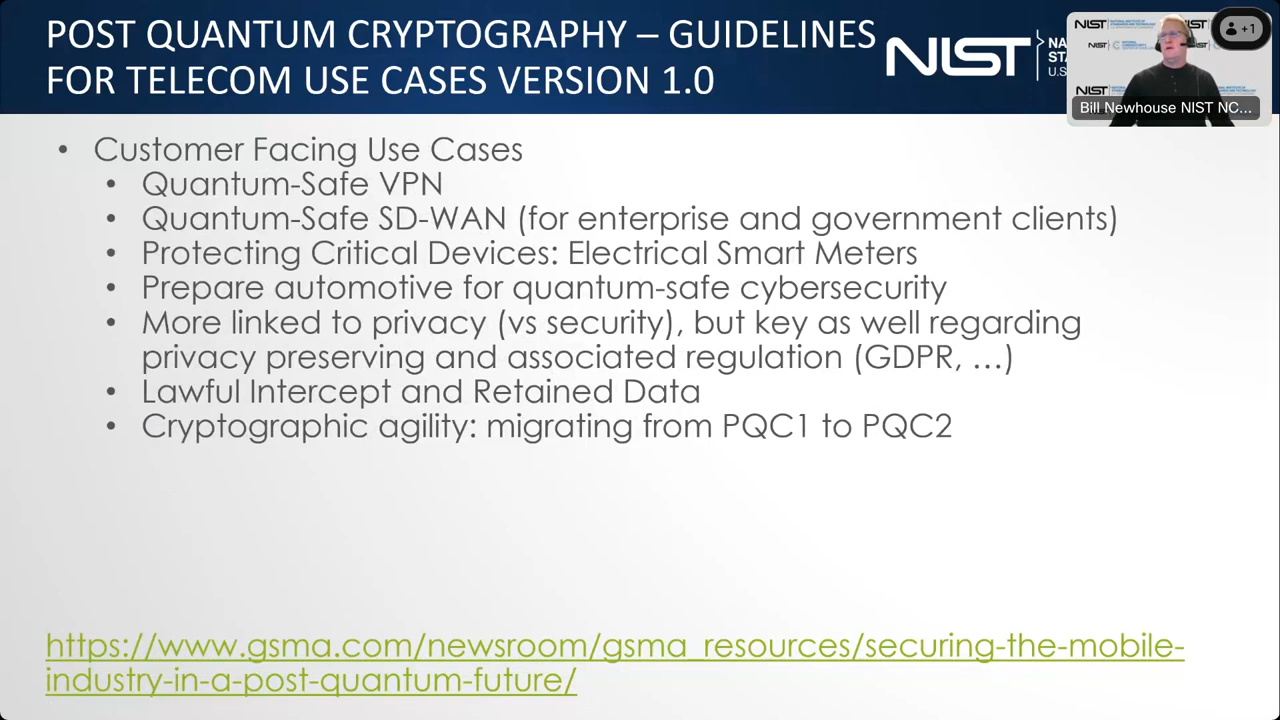 POST QUANTUM CRYPTOGRAPHY – GUIDELINES
FOR TELECOM USE CASES VERSION 1.0
NIST
NA
STA
U.S
NIST
NIST
+1
Bill Newhouse NIST NC...
• Customer Facing Use Cases
• Quantum-Safe VPN
• Quantum-Safe SD-WAN (for enterprise and government clients)
• Protecting Critical Devices: Electrical Smart Meters
• Prepare automotive for quantum-safe cybersecurity
• More linked to privacy (vs security), but key as well regarding
privacy preserving and associated regulation (GDPR, …)
• Lawful Intercept and Retained Data
• Cryptographic agility: migrating from PQC1 to PQC2
https://www.gsma.com/newsroom/gsma_resources/securing-the-mobile-
industry-in-a-post-quantum-future/